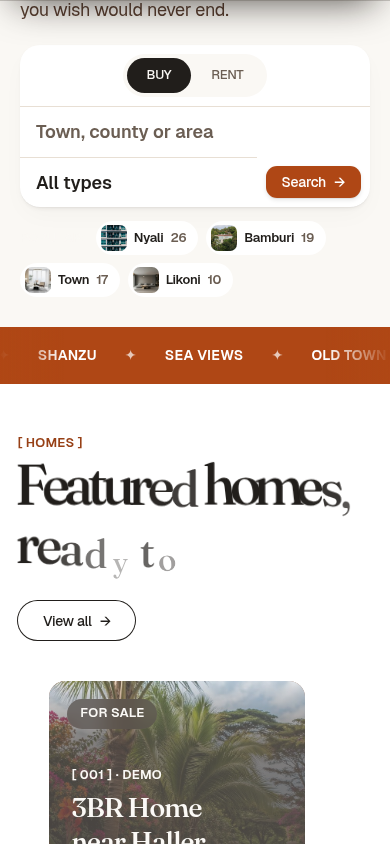 you wish would never end.
BUY RENT
Town, county or area
All types
Search →
Nyali 26 Bamburi 19
Town 17 Likoni 10
SHANZU ✦ SEA VIEWS ✦ OLD TOWN
[ HOMES ]
Featured homes,
ready to
View all →
FOR SALE
[ 001 ] · DEMO
3BR Home
near Haller